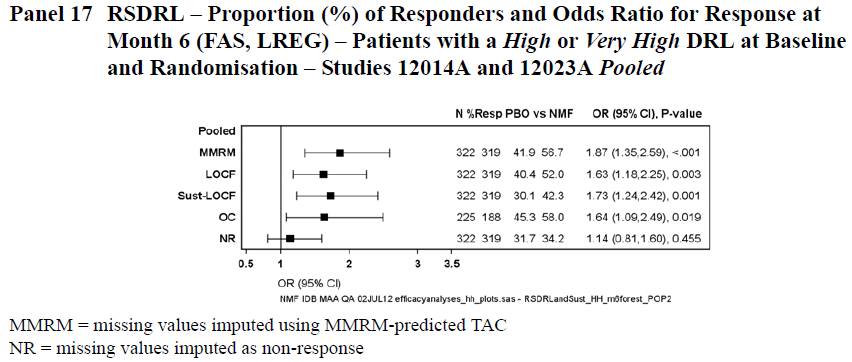 Panel 17 RSDRL – Proportion (%) of Responders and Odds Ratio for Response at
Month 6 (FAS, LREG) – Patients with a High or Very High DRL at Baseline
and Randomisation – Studies 12014A and 12023A Pooled
N %Resp PBO vs NMF OR (95% CI), P-value
Pooled
MMRM 322 319 41.9 56.7 1.87 (1.35,2.59), <.001
LOCF 322 319 40.4 52.0 1.63 (1.18,2.25), 0.003
Sust-LOCF 322 319 30.1 42.3 1.73 (1.24,2.42), 0.001
OC 225 188 45.3 58.0 1.64 (1.09,2.49), 0.019
NR 322 319 31.7 34.2 1.14 (0.81,1.60), 0.455
0.5 1 2 3 3.5
OR (95% CI)
NMF IDB MAA QA 02JUL12 efficacyanalyses_hh_plots.sas - RSDRLandSust_HH_m6forest_POP2
MMRM = missing values imputed using MMRM-predicted TAC
NR = missing values imputed as non-response